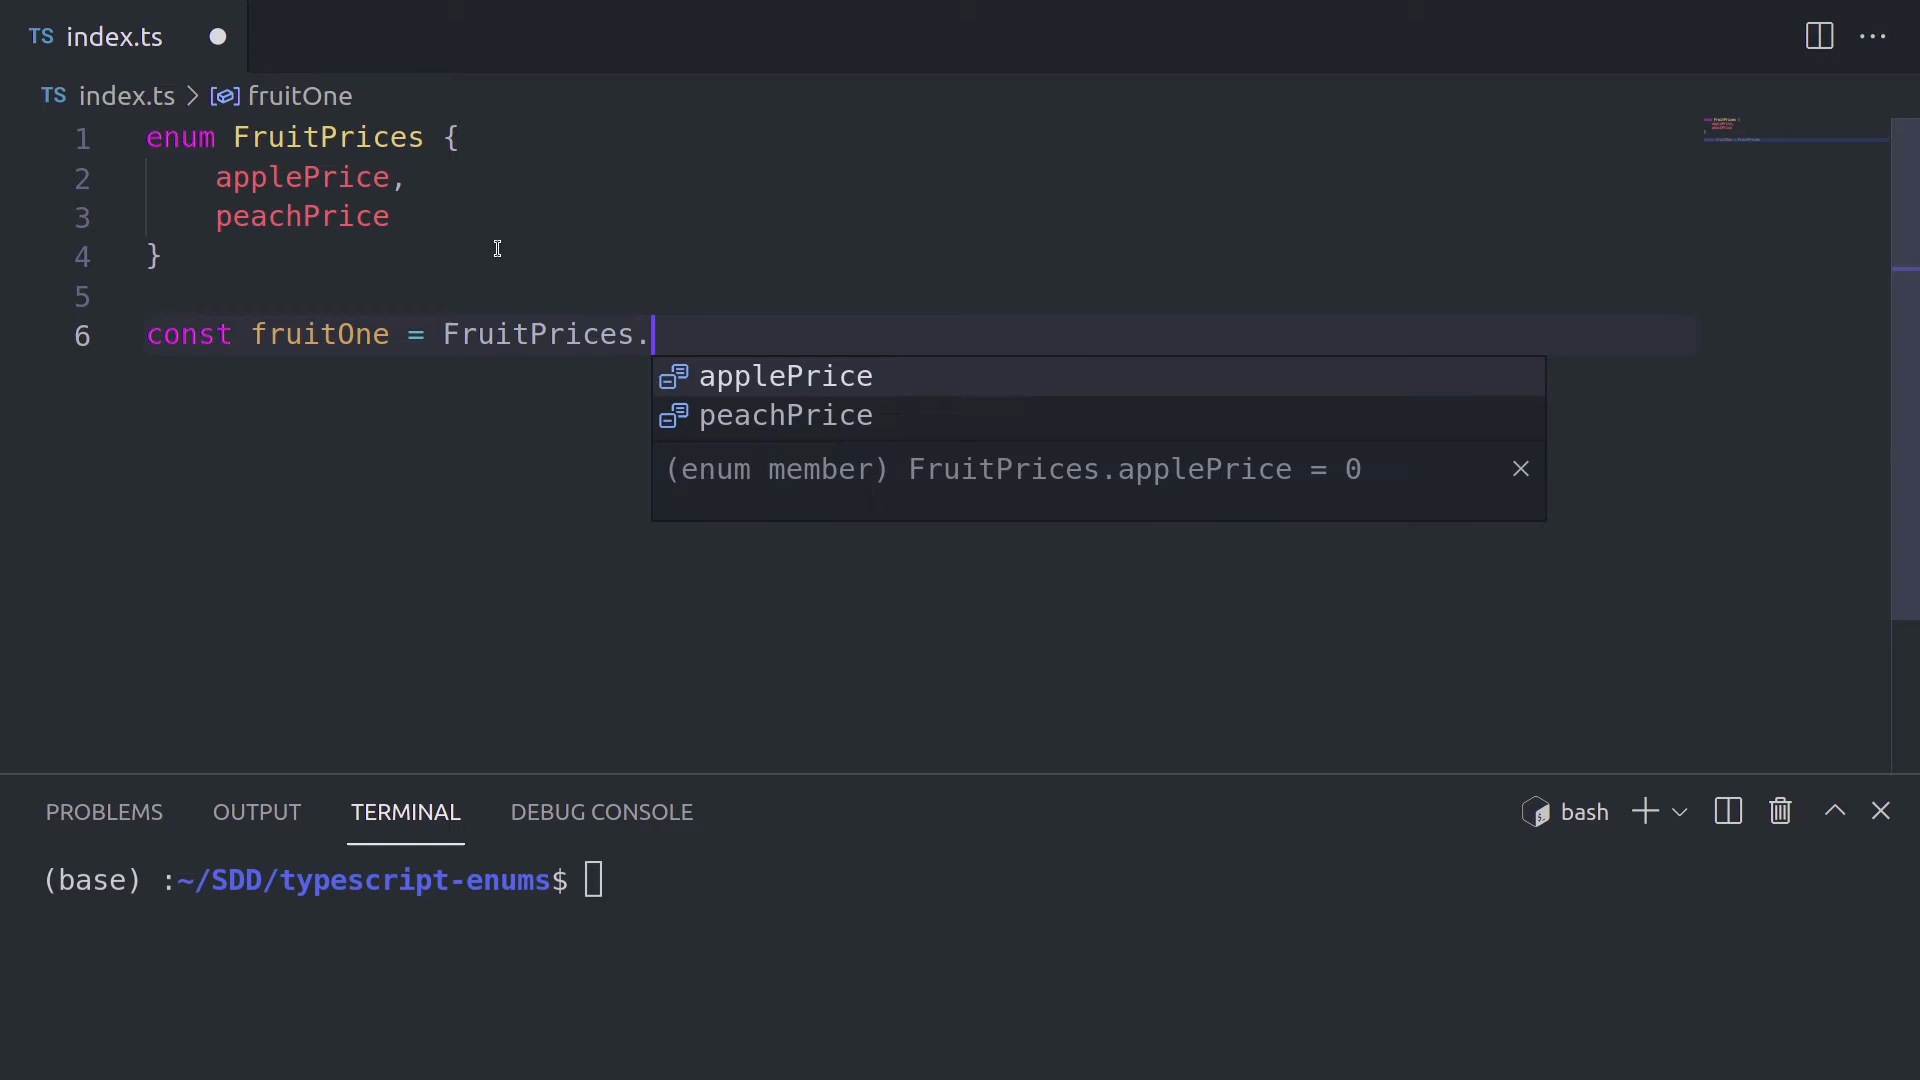 TS index.ts
TS index.ts > fruitOne
1 enum FruitPrices {
2 applePrice,
3 peachPrice
4 }
5
6 const fruitOne = FruitPrices.
applePrice
peachPrice
(enum member) FruitPrices.applePrice = 0
PROBLEMS OUTPUT TERMINAL DEBUG CONSOLE bash
(base) :~/SDD/typescript-enums$